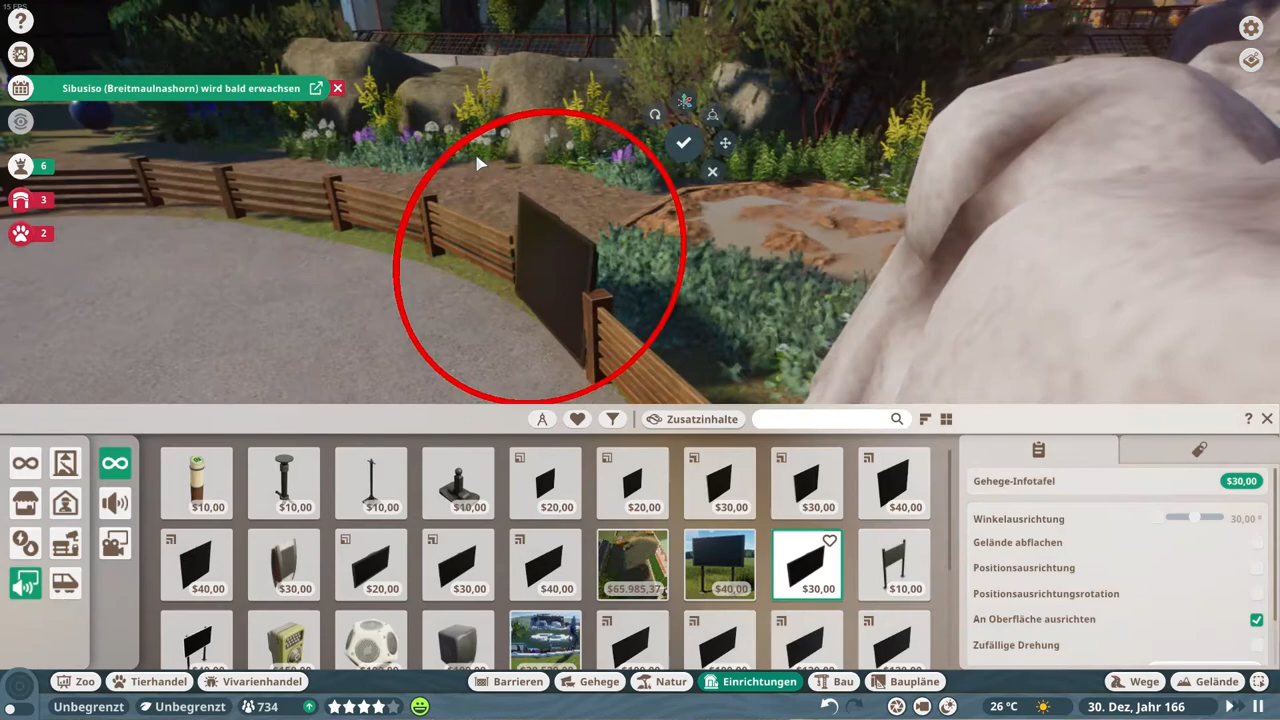 15 FPS
?
Sibusiso (Breitmaulnashorn) wird bald erwachsen
6
3
2
Zusatzinhalte
?
$10,00
$10,00
$10,00
$10,00
$20,00
$20,00
$30,00
$30,00
$40,00
$40,00
$30,00
$20,00
$30,00
$40,00
$65.985,37
$40,00
$30,00
$10,00
Gehege-Infotafel
$30,00
Winkelausrichtung
30,00 °
Gelände abflachen
Positionsausrichtung
Positionsausrichtungsrotation
An Oberfläche ausrichten
Zufällige Drehung
Zoo
Tierhandel
Vivarienhandel
Barrieren
Gehege
Natur
Einrichtungen
Bau
Baupläne
Wege
Gelände
Unbegrenzt
Unbegrenzt
734
26 °C
30. Dez, Jahr 166